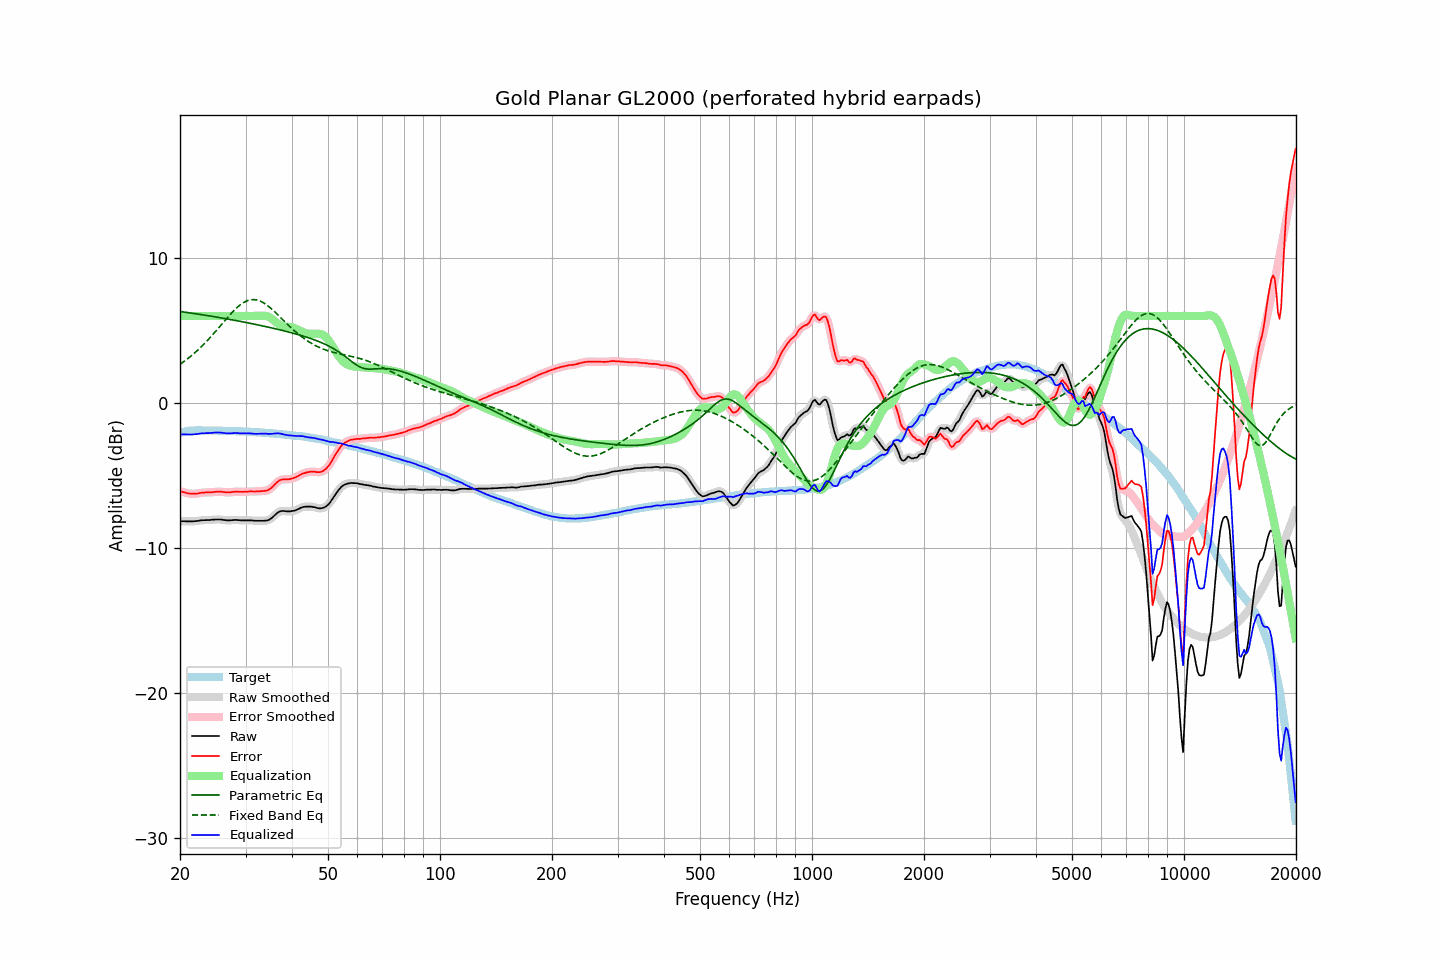 Gold Planar GL2000 (perforated hybrid earpads)
Amplitude (dBr)
10
0
−10
−20
−30
Target
Raw Smoothed
Error Smoothed
Raw
Error
Equalization
Parametric Eq
Fixed Band Eq
Equalized
20 50 100 200 500 1000 2000 5000 10000 20000
Frequency (Hz)